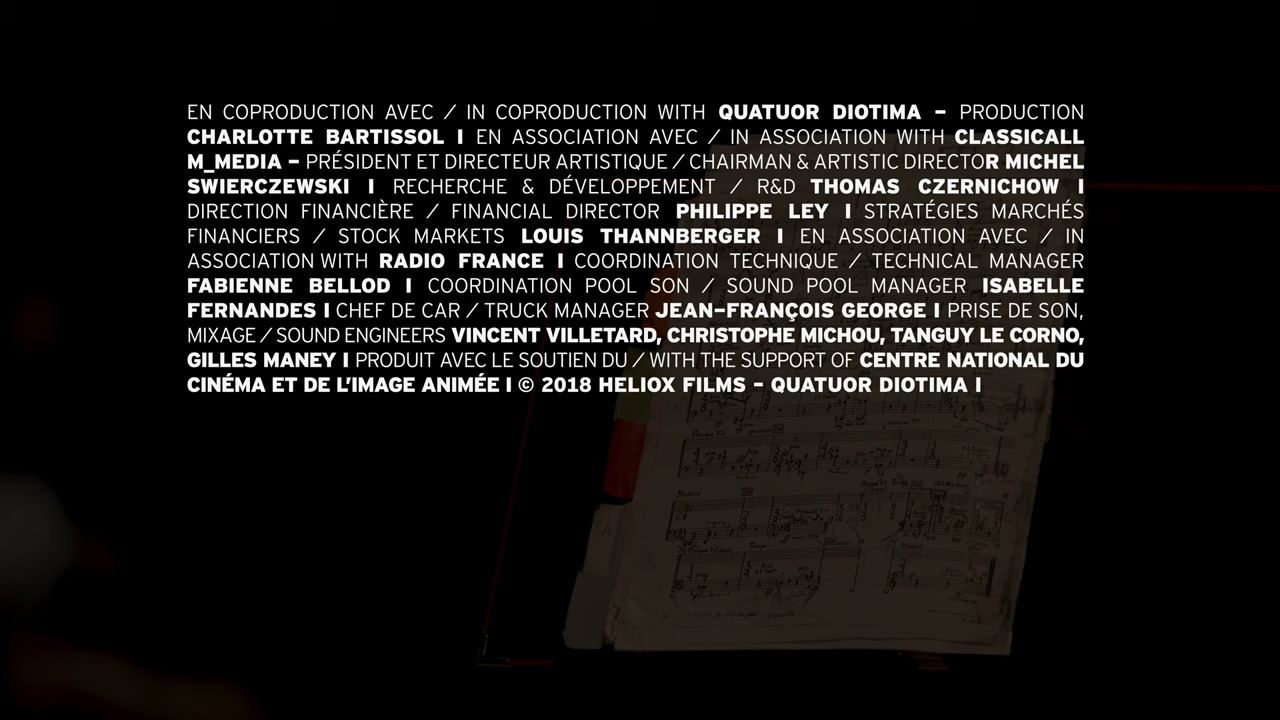 EN COPRODUCTION AVEC / IN COPRODUCTION WITH QUATUOR DIOTIMA – PRODUCTION
CHARLOTTE BARTISSOL I EN ASSOCIATION AVEC / IN ASSOCIATION WITH CLASSICALL
M_MEDIA – PRÉSIDENT ET DIRECTEUR ARTISTIQUE / CHAIRMAN & ARTISTIC DIRECTOR MICHEL
SWIERCZEWSKI I RECHERCHE & DÉVELOPPEMENT / R&D THOMAS CZERNICHOW I
DIRECTION FINANCIÈRE / FINANCIAL DIRECTOR PHILIPPE LEY I STRATÉGIES MARCHÉS
FINANCIERS / STOCK MARKETS LOUIS THANNBERGER I EN ASSOCIATION AVEC / IN
ASSOCIATION WITH RADIO FRANCE I COORDINATION TECHNIQUE / TECHNICAL MANAGER
FABIENNE BELLOD I COORDINATION POOL SON / SOUND POOL MANAGER ISABELLE
FERNANDES I CHEF DE CAR / TRUCK MANAGER JEAN–FRANÇOIS GEORGE I PRISE DE SON,
MIXAGE / SOUND ENGINEERS VINCENT VILLETARD, CHRISTOPHE MICHOU, TANGUY LE CORNO,
GILLES MANEY I PRODUIT AVEC LE SOUTIEN DU / WITH THE SUPPORT OF CENTRE NATIONAL DU
CINÉMA ET DE L'IMAGE ANIMÉE I © 2018 HELIOX FILMS – QUATUOR DIOTIMA I
Modéré
Tempo